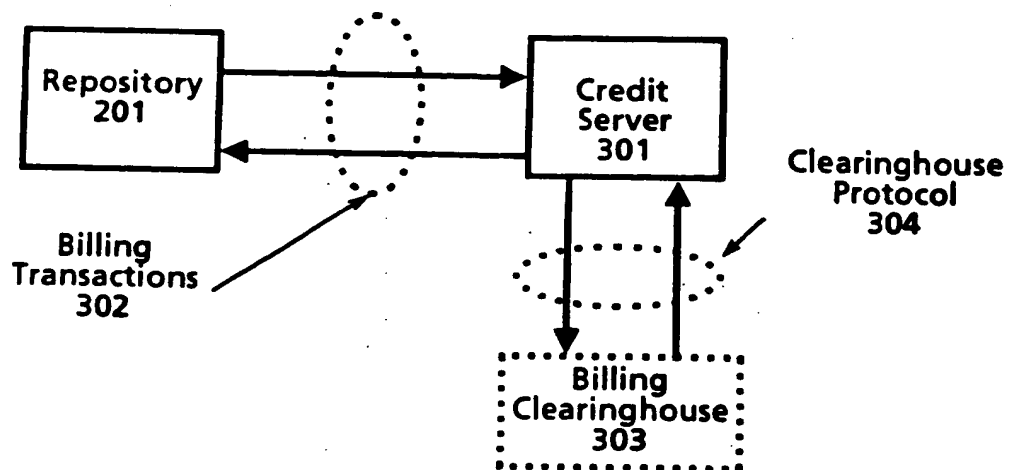 Repository
201
Credit
Server
301
Clearinghouse
Protocol
304
Billing
Transactions
302
Billing
Clearinghouse
303